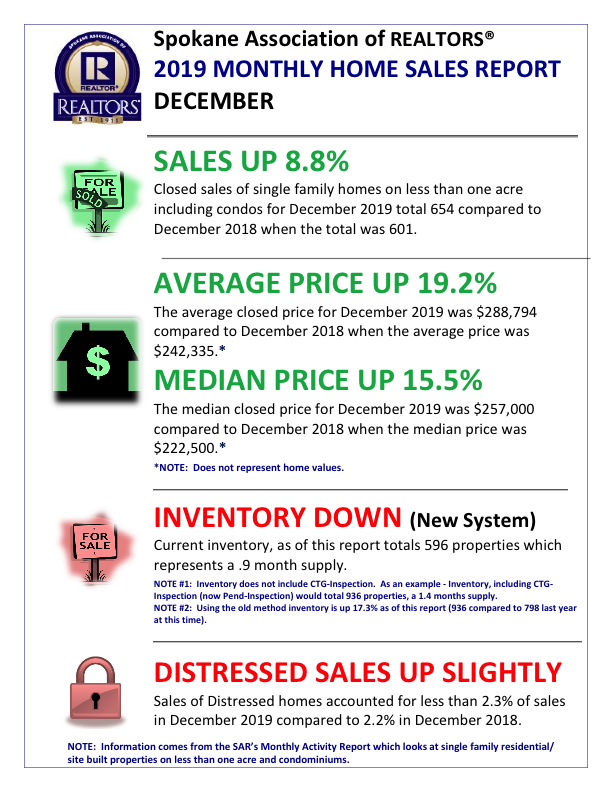 Spokane Association of REALTORS®
2019 MONTHLY HOME SALES REPORT
DECEMBER
SPOKANE ASSOCIATION OF REALTORS
R
REALTOR®
REALTORS®
EST 1911
SALES UP 8.8%
FOR
SALE
SOLD
Closed sales of single family homes on less than one acre
including condos for December 2019 total 654 compared to
December 2018 when the total was 601.
AVERAGE PRICE UP 19.2%
The average closed price for December 2019 was $288,794
compared to December 2018 when the average price was
$242,335.*
$
MEDIAN PRICE UP 15.5%
The median closed price for December 2019 was $257,000
compared to December 2018 when the median price was
$222,500.*
*NOTE: Does not represent home values.
INVENTORY DOWN (New System)
FOR
SALE
Current inventory, as of this report totals 596 properties which
represents a .9 month supply.
NOTE #1: Inventory does not include CTG-Inspection. As an example - Inventory, including CTG-
Inspection (now Pend-Inspection) would total 936 properties, a 1.4 months supply.
NOTE #2: Using the old method inventory is up 17.3% as of this report (936 compared to 798 last year
at this time).
DISTRESSED SALES UP SLIGHTLY
Sales of Distressed homes accounted for less than 2.3% of sales
in December 2019 compared to 2.2% in December 2018.
NOTE: Information comes from the SAR's Monthly Activity Report which looks at single family residential/
site built properties on less than one acre and condominiums.